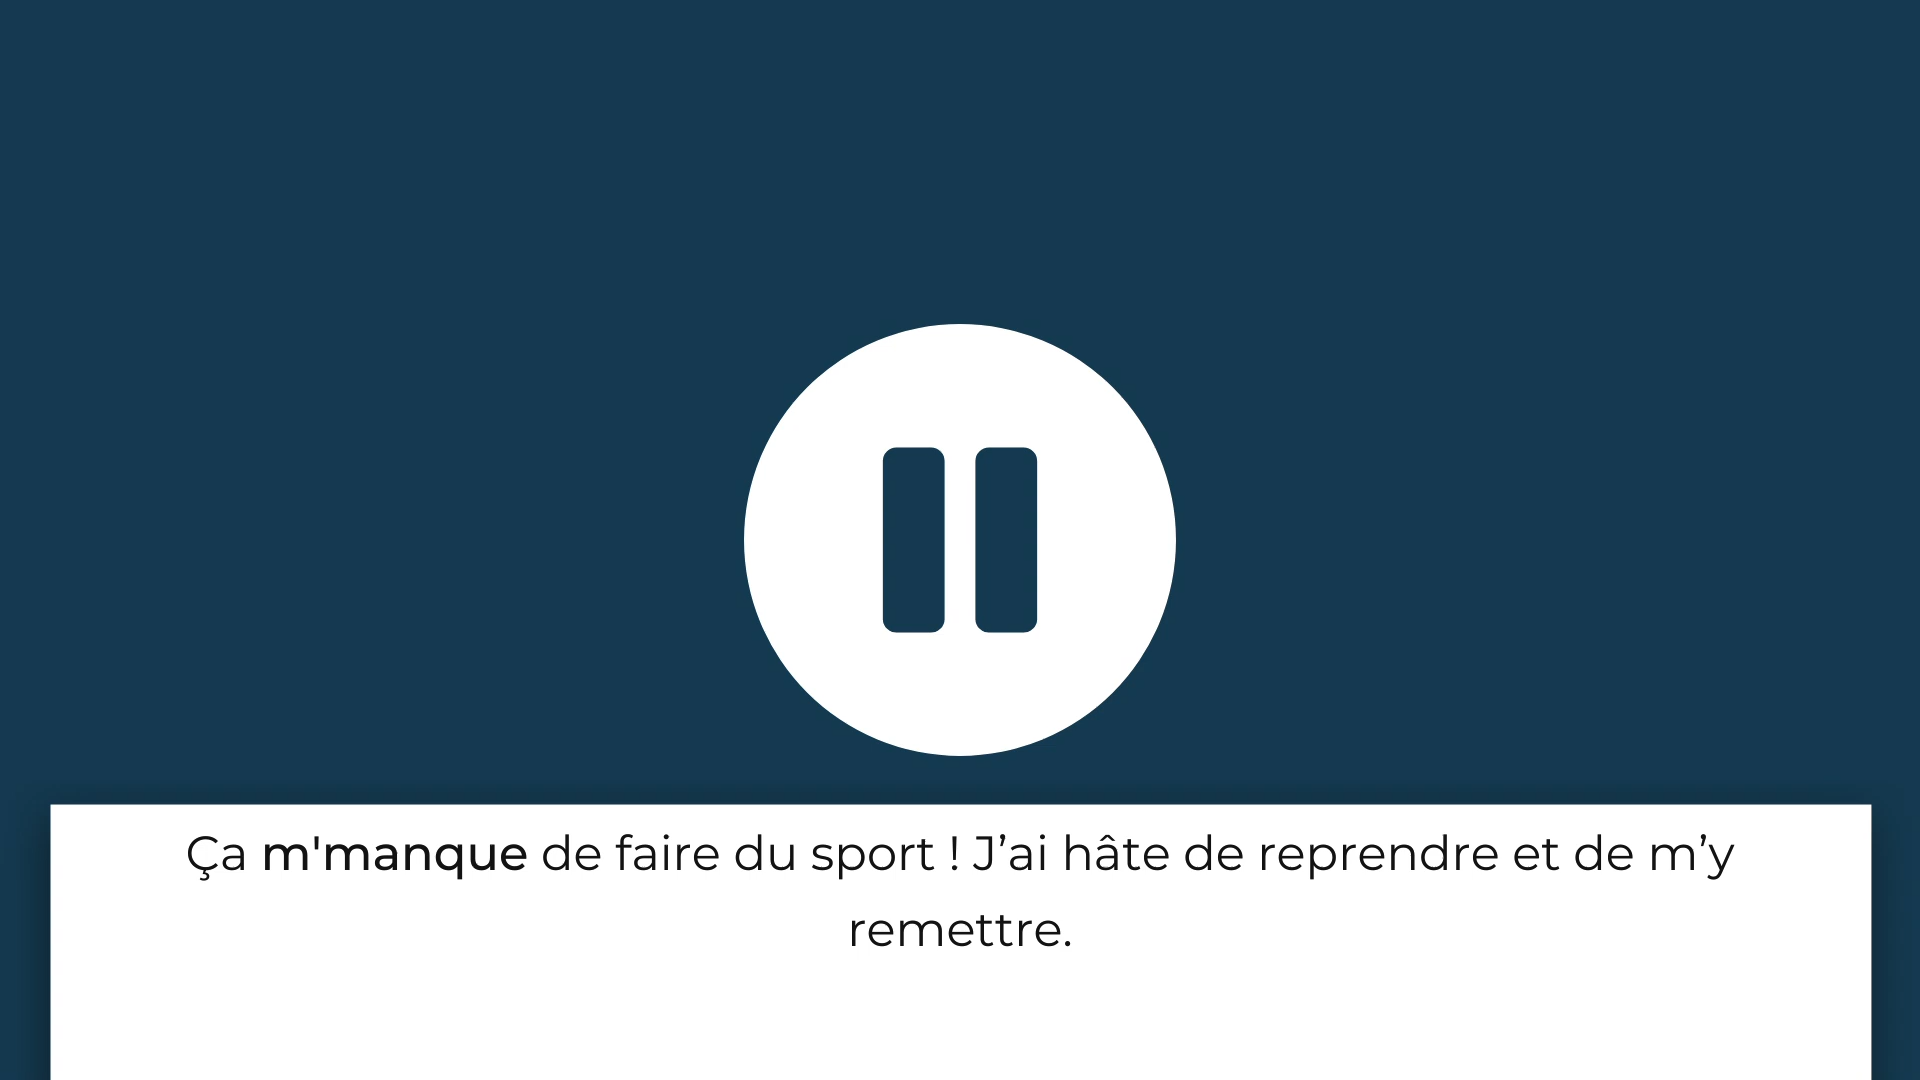 Ça m'manque de faire du sport ! J’ai hâte de reprendre et de m’y
remettre.